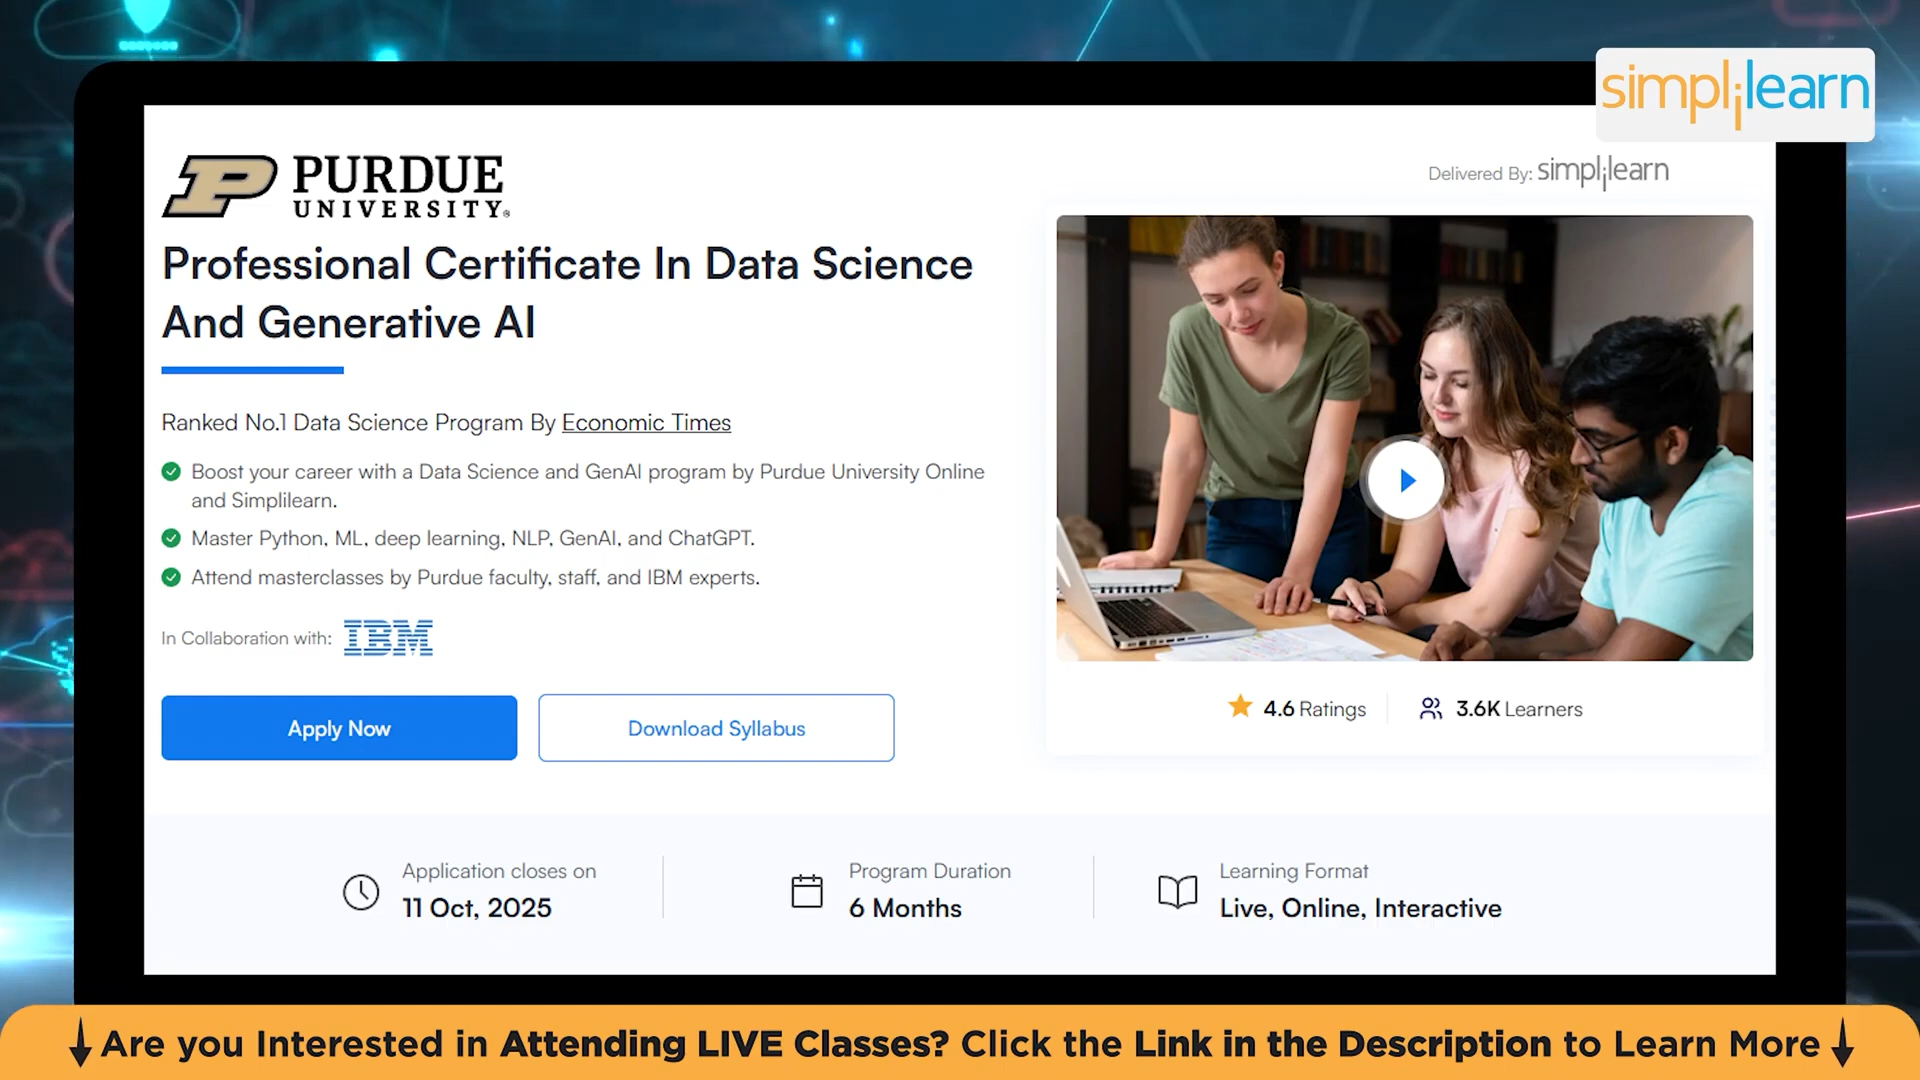 simplilearn
PURDUE
UNIVERSITY®
Delivered By: simplilearn
Professional Certificate In Data Science
And Generative AI
Ranked No.1 Data Science Program By Economic Times
Boost your career with a Data Science and GenAI program by Purdue University Online
and Simplilearn.
Master Python, ML, deep learning, NLP, GenAI, and ChatGPT.
Attend masterclasses by Purdue faculty, staff, and IBM experts.
In Collaboration with: IBM
Apply Now
Download Syllabus
4.6 Ratings
3.6K Learners
Application closes on
11 Oct, 2025
Program Duration
6 Months
Learning Format
Live, Online, Interactive
Are you Interested in Attending LIVE Classes? Click the Link in the Description to Learn More